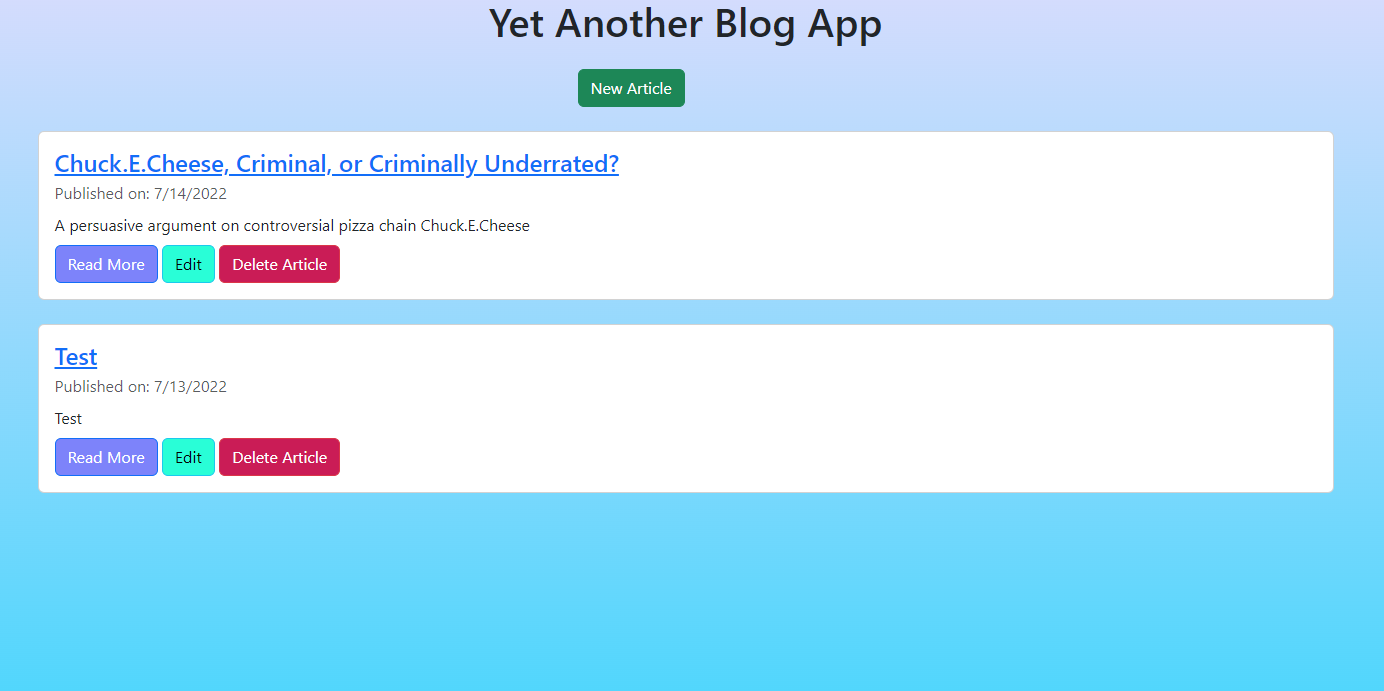 Yet Another Blog App
New Article
Chuck.E.Cheese, Criminal, or Criminally Underrated?
Published on: 7/14/2022
A persuasive argument on controversial pizza chain Chuck.E.Cheese
Read More Edit Delete Article
Test
Published on: 7/13/2022
Test
Read More Edit Delete Article